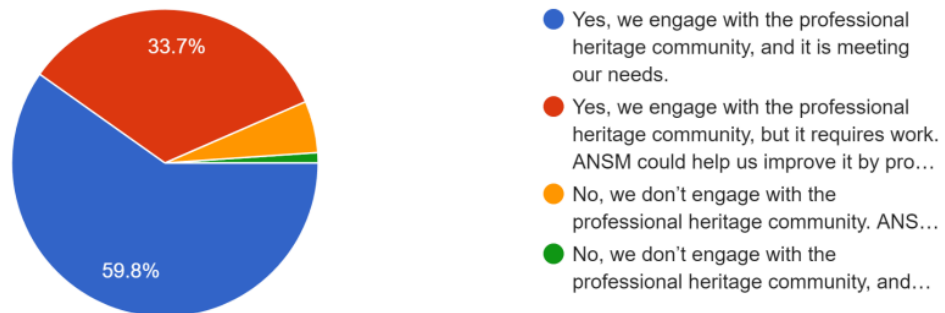 33.7%
59.8%
Yes, we engage with the professional
heritage community, and it is meeting
our needs.
Yes, we engage with the professional
heritage community, but it requires work.
ANSM could help us improve it by pro…
No, we don’t engage with the
professional heritage community. ANS…
No, we don’t engage with the
professional heritage community, and…